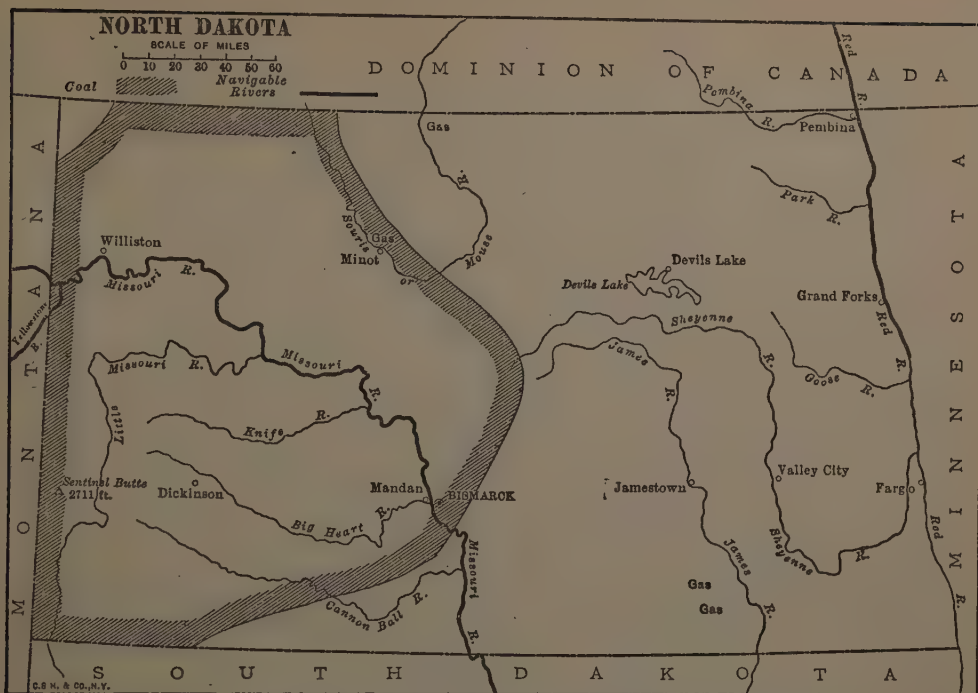 NORTH DAKOTA
SCALE OF MILES
0 10 20 30 40 50 60
Coal
Navigable
Rivers
DOMINION OF CANADA
MONTANA
MINNESOTA
SOUTH DAKOTA
Red
R.
Pembina
R.
Pembina
Gas
R.
Mouse
Park
R.
Souris
Gas
Minot
or
Williston
Missouri
R.
Yellowstone
R.
Devils Lake
Devils Lake
Grand Forks
Red
R.
Sheyenne
R.
James
R.
Goose
R.
Missouri
R.
Missouri
R.
Little
Knife
R.
Sentinel Butte
2711 ft.
Dickinson
Mandan
BISMARCK
Big Heart
R.
Jamestown
Valley City
Fargo
Red
R.
Sheyenne
R.
James
R.
Gas
Gas
Missouri
R.
Cannon Ball
R.
C.S H. & CO., N.Y.